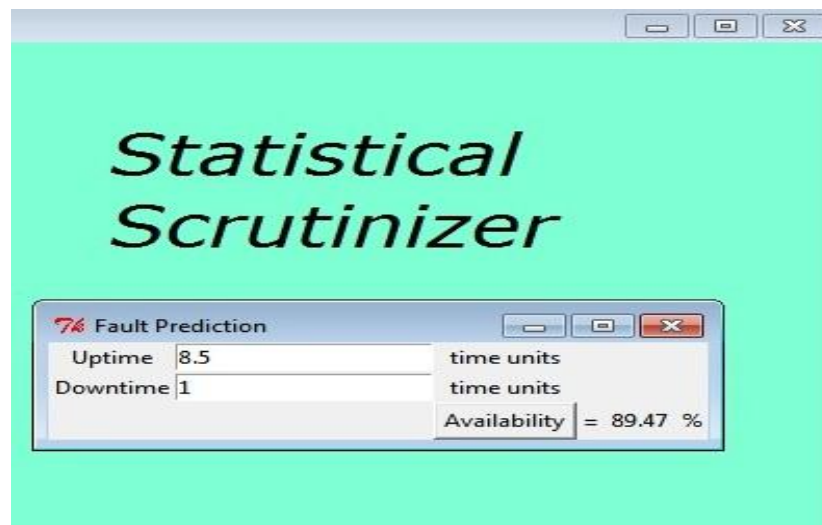 Statistical
Scrutinizer
Fault Prediction
Uptime 8.5 time units
Downtime 1 time units
Availability = 89.47 %